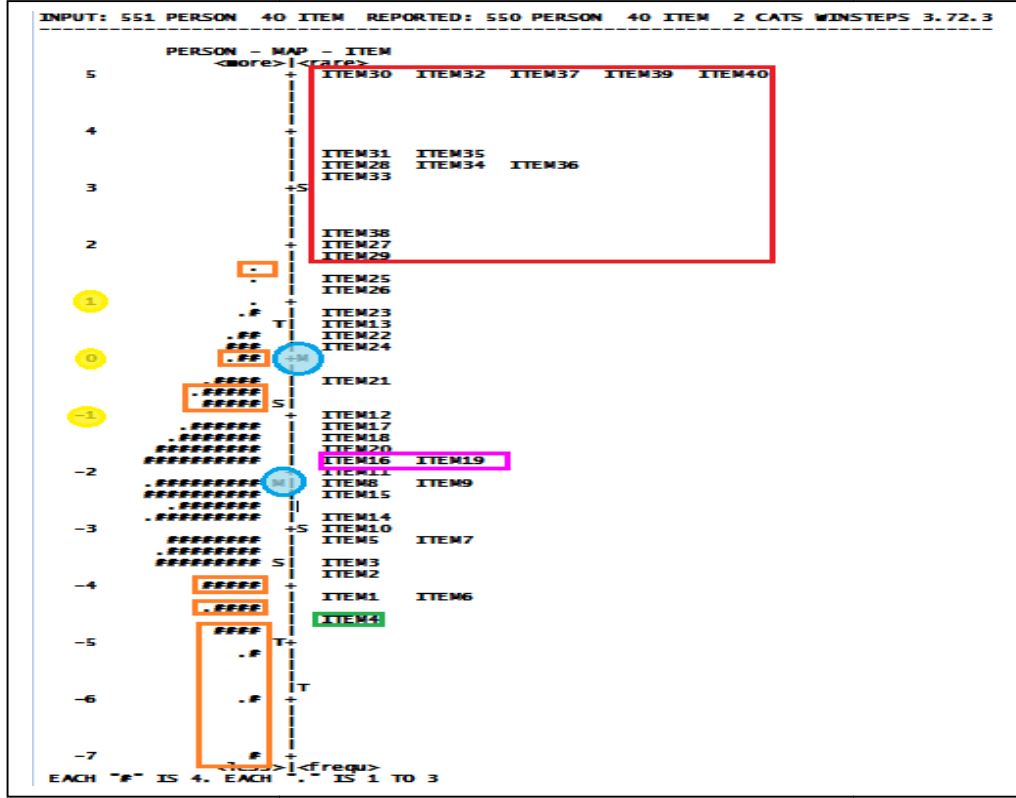 INPUT: 551 PERSON 40 ITEM REPORTED: 550 PERSON 40 ITEM 2 CATS WINSTEPS 3.72.3
--------------------------------------------------------------------------------
PERSON - MAP - ITEM
<more>|<rare>
5 + ITEM30 ITEM32 ITEM37 ITEM39 ITEM40
|
|
|
|
4 +
|
| ITEM31 ITEM35
| ITEM28 ITEM34 ITEM36
| ITEM33
3 +S
|
|
|
| ITEM38
2 + ITEM27
| ITEM29
. |
. | ITEM25
| ITEM26
1 . +
.# | ITEM23
T| ITEM13
.## | ITEM22
### | ITEM24
0 .## +M
|
.#### | ITEM21
.##### |
##### S|
-1 + ITEM12
.###### | ITEM17
.####### | ITEM18
######### | ITEM20
########## | ITEM16 ITEM19
-2 + ITEM11
.######### M| ITEM8 ITEM9
########## | ITEM15
.####### |
.######### | ITEM14
-3 +S ITEM10
######## | ITEM5 ITEM7
.######## |
######### S| ITEM3
| ITEM2
-4 ##### +
| ITEM1 ITEM6
.#### |
| ITEM4
#### |
-5 T+
.# |
|
|
|T
-6 .# +
|
|
|
|
-7 # +
<less>|<frequ>
EACH "#" IS 4. EACH "." IS 1 TO 3